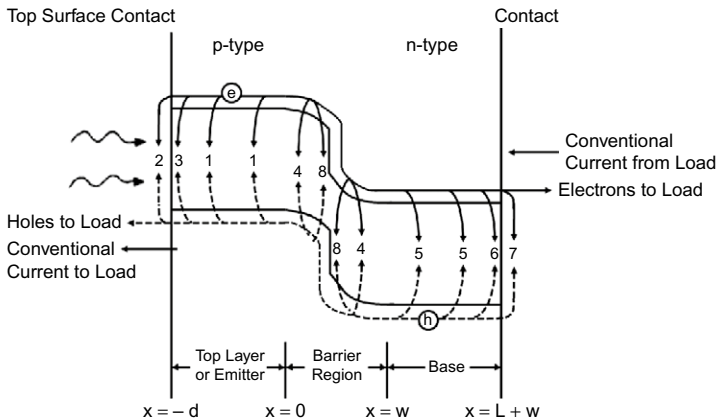 Top Surface Contact
Contact
p-type
n-type
e
2 3 1 1 4 8
Conventional
Current from Load
Electrons to Load
Holes to Load
Conventional
Current to Load
8 4 5 5 6 7
h
Top Layer
or Emitter
Barrier
Region
Base
x = – d
x = 0
x = w
x = L + w